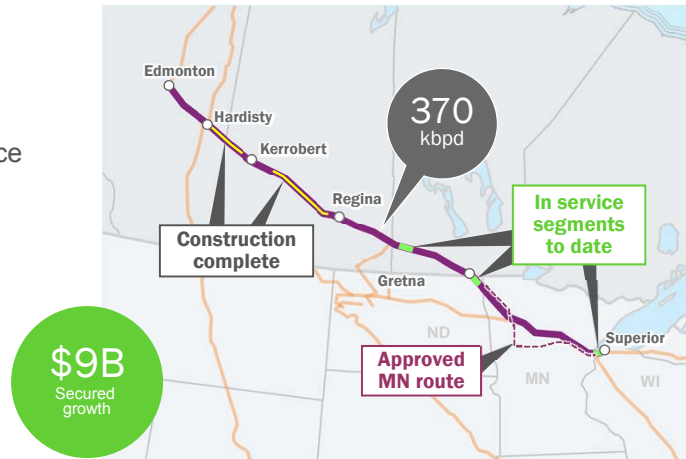 Edmonton
Hardisty
ce
370
kbpd
Kerrobert
Regina
In service
segments
to date
Construction
complete
Gretna
ND
Superior
$9B
Secured
growth
Approved
MN route
MN
WI